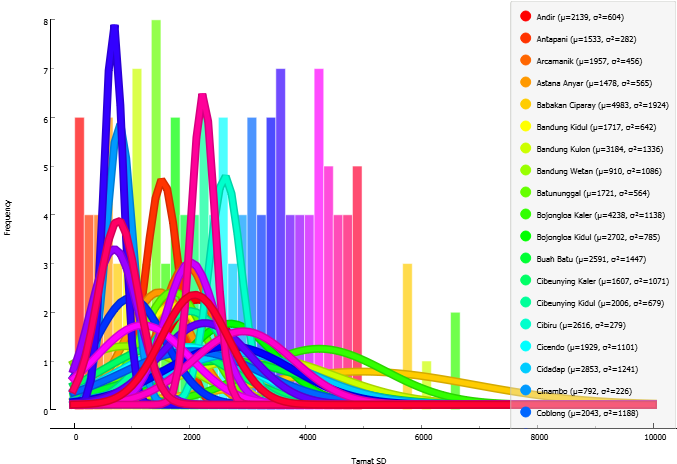 8
7
6
5
4
3
2
1
0
Frequency
0 2000 4000 6000 8000 10000
Tamat SD
Andir (μ=2139, σ²=604)
Antapani (μ=1533, σ²=282)
Arcamanik (μ=1957, σ²=456)
Astana Anyar (μ=1478, σ²=565)
Babakan Ciparay (μ=4983, σ²=1924)
Bandung Kidul (μ=1717, σ²=642)
Bandung Kulon (μ=3184, σ²=1336)
Bandung Wetan (μ=910, σ²=1086)
Batununggal (μ=1721, σ²=564)
Bojongloa Kaler (μ=4238, σ²=1138)
Bojongloa Kidul (μ=2702, σ²=785)
Buah Batu (μ=2591, σ²=1447)
Cibeunying Kaler (μ=1607, σ²=1071)
Cibeunying Kidul (μ=2006, σ²=679)
Cibiru (μ=2616, σ²=279)
Cicendo (μ=1929, σ²=1101)
Cidadap (μ=2853, σ²=1241)
Cinambo (μ=792, σ²=226)
Coblong (μ=2043, σ²=1188)